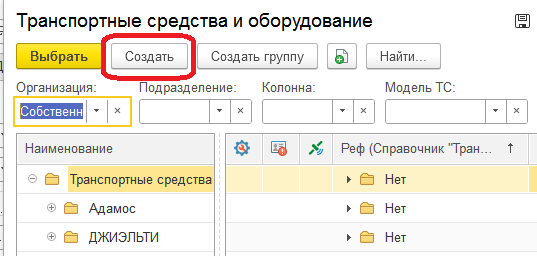 Транспортные средства и оборудование
Выбрать Создать Создать группу Найти...
Организация: Подразделение: Колонна: Модель ТС:
Собственн
Наименование Реф (Справочник "Тран...
Транспортные средства Нет
Адамос Нет
ДЖИЭЛЬТИ Нет